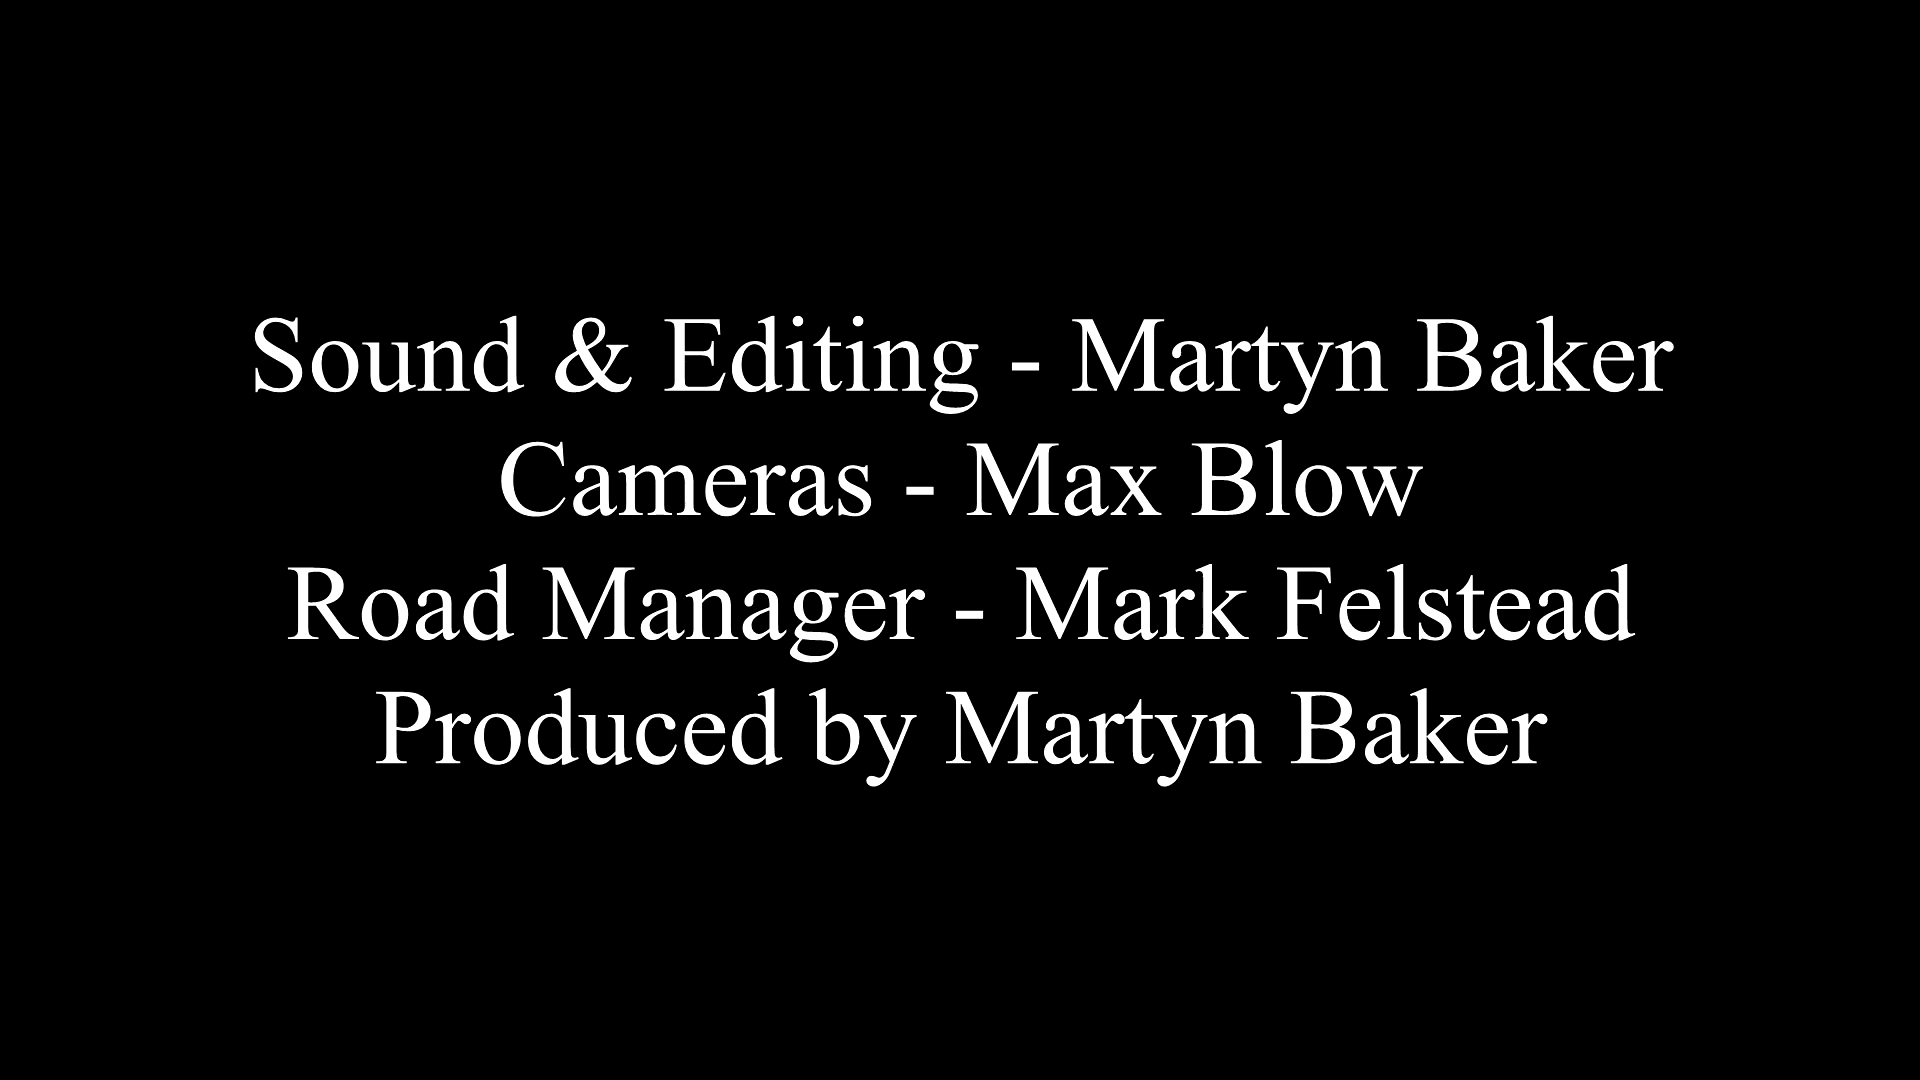 Sound & Editing - Martyn Baker
Cameras - Max Blow
Road Manager - Mark Felstead
Produced by Martyn Baker